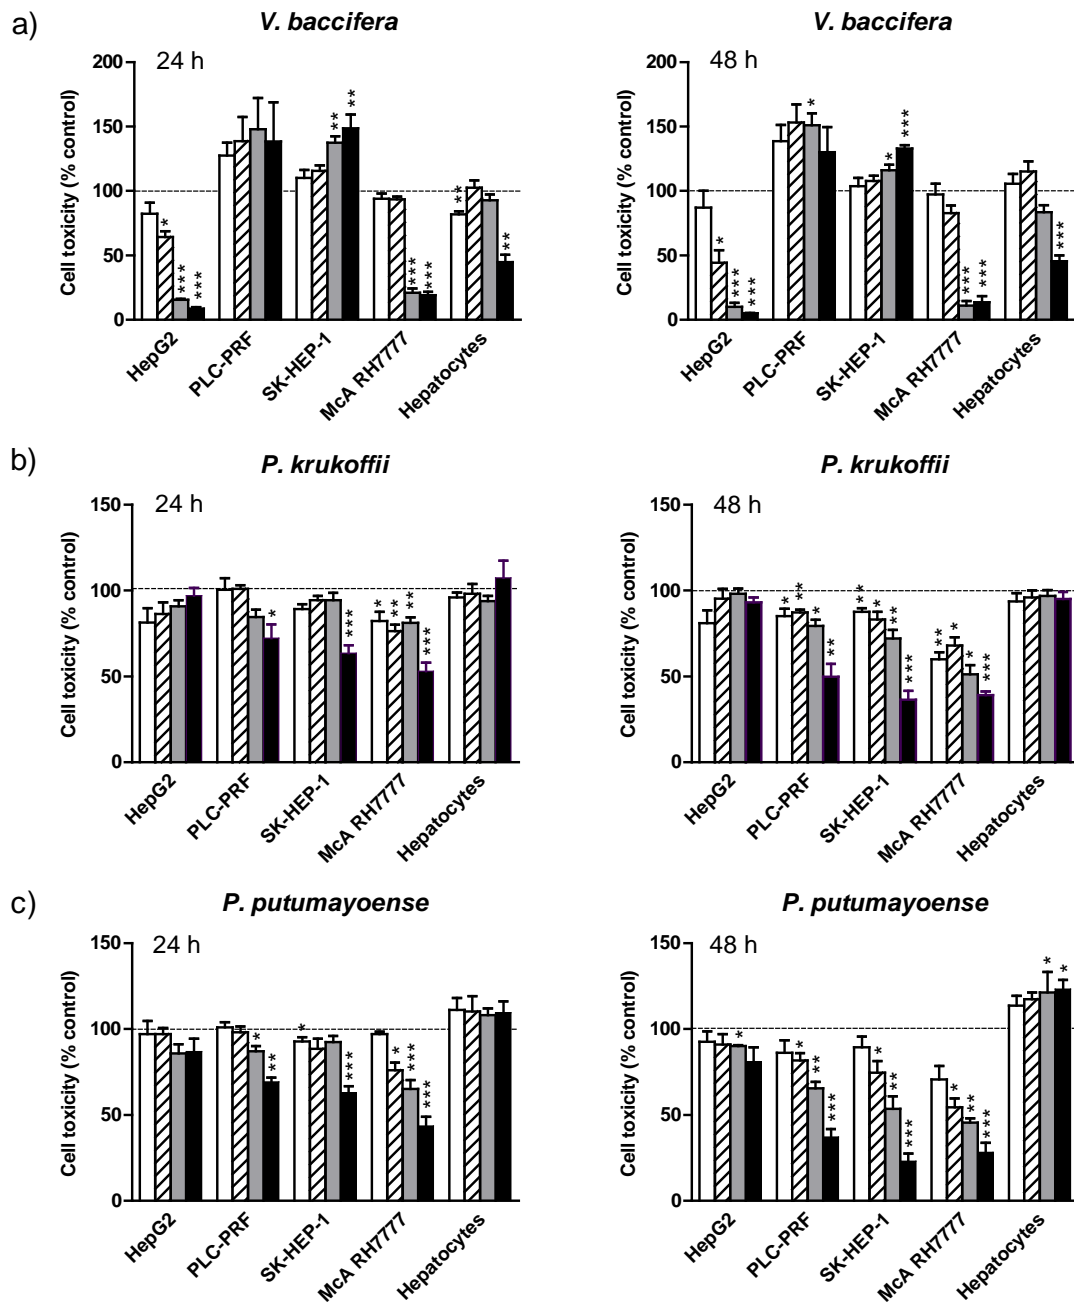 a)
V. baccifera
24 h
Cell toxicity (% control)
200
150
100
50
0
*
***
***
**
**
***
***
**
**
HepG2
PLC-PRF
SK-HEP-1
McA RH7777
Hepatocytes
V. baccifera
48 h
Cell toxicity (% control)
200
150
100
50
0
*
***
***
*
*
***
***
***
***
HepG2
PLC-PRF
SK-HEP-1
McA RH7777
Hepatocytes
b)
P. krukoffii
24 h
Cell toxicity (% control)
150
100
50
0
*
***
*
**
**
***
HepG2
PLC-PRF
SK-HEP-1
McA RH7777
Hepatocytes
P. krukoffii
48 h
Cell toxicity (% control)
150
100
50
0
*
**
*
**
**
*
**
***
**
*
*
***
HepG2
PLC-PRF
SK-HEP-1
McA RH7777
Hepatocytes
c)
P. putumayoense
24 h
Cell toxicity (% control)
150
100
50
0
*
**
*
***
*
***
***
HepG2
PLC-PRF
SK-HEP-1
McA RH7777
Hepatocytes
P. putumayoense
48 h
Cell toxicity (% control)
150
100
50
0
*
*
**
***
*
**
***
*
**
***
*
*
HepG2
PLC-PRF
SK-HEP-1
McA RH7777
Hepatocytes